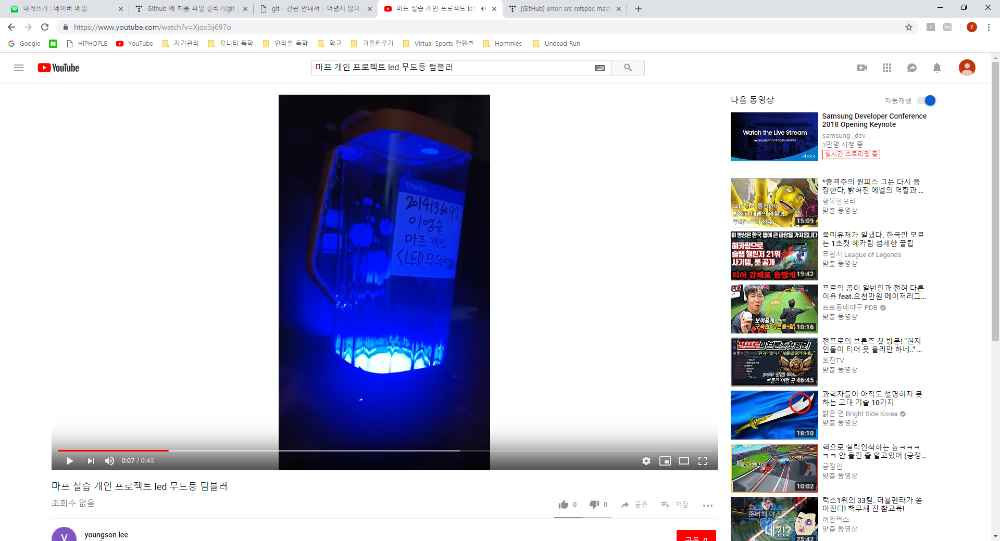 내게쓰기 : 네이버 메일
Github 에 처음 파일 올리기(git
git - 간편 안내서 - 어렵지 않아
마프 실습 개인 프로젝트 led
[GitHub] error: src refspec mast
https://www.youtube.com/watch?v=Xjox3ij697o
Google
HIPHOPLE
YouTube
자기관리
유니티 독학
언리얼 독학
학교
괴물키우기
Virtual Sports 컨텐츠
Hommies
Undead Run
YouTube
마프 개인 프로젝트 led 무드등 텀블러
Theta
2014136092
이영승
마프 개인
<LED 무드등텀블러
0:07 / 0:43
마프 실습 개인 프로젝트 led 무드등 텀블러
조회수 없음
0
0
공유
저장
youngson lee
구독 0
다음 동영상
자동재생
Watch the Live Stream
Wednesday 11/7 @ 10:00 AM PST
Samsung Developer Conference
2018 Opening Keynote
samsung _dev
3만명 시청 중
실시간 스트리밍 중
그는 다시 등장한다
밝혀진 에넬의 역할과
우라노스의 정체
15:09
*충격주의 원피스 그는 다시 등
장한다, 밝혀진 에넬의 역할과 ...
행복한오리
맞춤 동영상
이 영상은 한국 롤에 큰 파장을 가져옵니다
헤카림으로
솔랭 챌린저 21위
사기템, 룬 공개
티어 강제로 올릴게
19:42
북미유저가 일냈다. 한국만 모르
는 1초컷 헤카림 섬세한 꿀팁
무협지 League of Legends
맞춤 동영상
PDB
일반인
보여줄게 ㅋㅋ
10:16
프로의 공이 일반인과 전혀 다른
이유 feat.오천만원 메이저리그...
프로동네야구 PDB
맞춤 동영상
전프로의 브론즈 첫 방문!
"현지인들이 티어 못 올리만 하네..."
브론즈 이런 곳
46:45
전프로의 브론즈 첫 방문! "현지
인들이 티어 못 올리만 하네.." ...
호진TV
맞춤 동영상
18:10
과학자들이 아직도 설명하지 못
하는 고대 기술 10가지
밝은 면 Bright Side Korea
맞춤 동영상
10:02
핵으로 실력인척하는 놈ㅋㅋㅋ
ㅋㅋ 안 들킨 줄 알고있어 (긍정...
긍정인
맞춤 동영상
준비해 야스오
네?!?
25:42
럭스1위의 33킬. 더블펜타가 쏟
아진다! 핵무새 진 참교육!
여왕럭스
맞춤 동영상